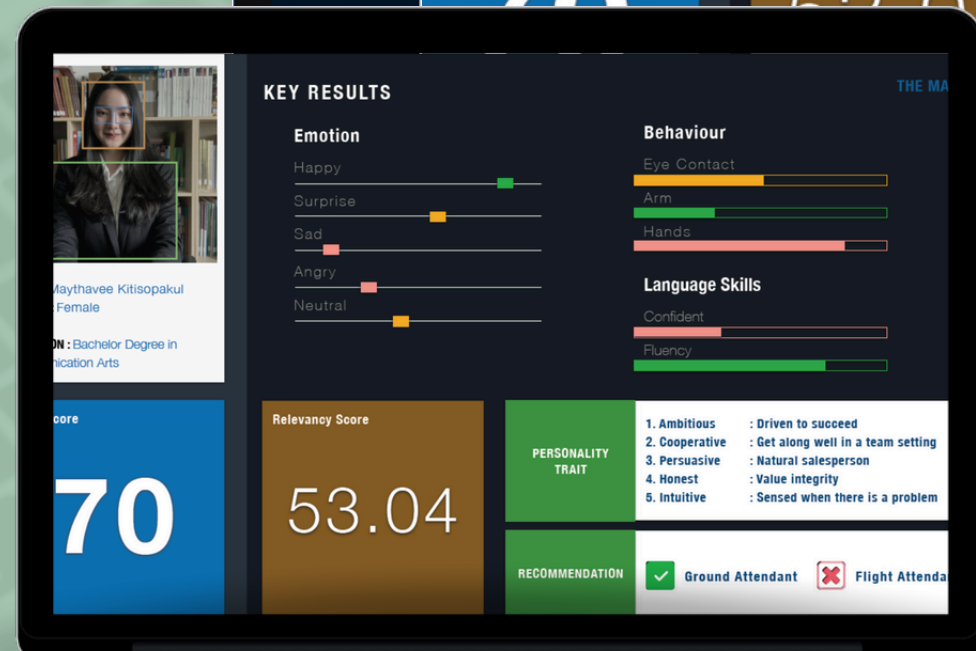 KEY RESULTS
THE MA
Emotion
Happy
Surprise
Sad
Angry
Neutral
Behaviour
Eye Contact
Arm
Hands
Language Skills
Confident
Fluency
Maythavee Kitisopakul
: Female
ON : Bachelor Degree in
nication Arts
core
70
Relevancy Score
53.04
PERSONALITY
TRAIT
1. Ambitious : Driven to succeed
2. Cooperative : Get along well in a team setting
3. Persuasive : Natural salesperson
4. Honest : Value integrity
5. Intuitive : Sensed when there is a problem
RECOMMENDATION
Ground Attendant
Flight Attenda